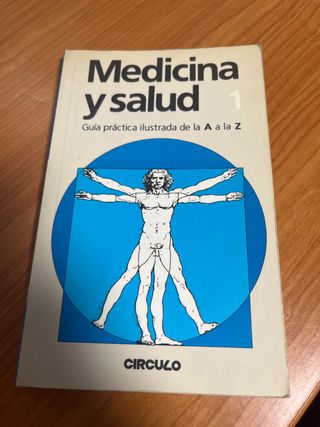 Medicina
y salud 1
Guía práctica ilustrada de la A a la Z
CIRCULO